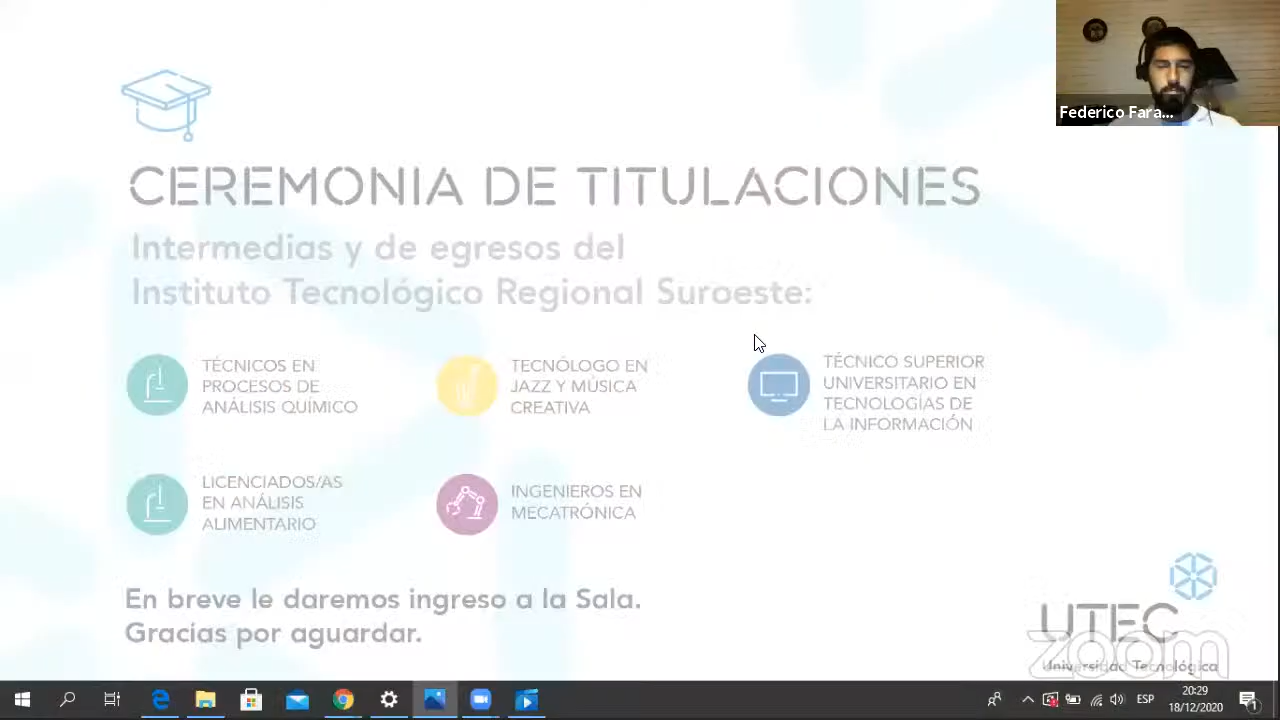 Federico Fara...
CEREMONIA DE TITULACIONES
Intermedias y de egresos del
Instituto Tecnológico Regional Suroeste:
TÉCNICOS EN
PROCESOS DE
ANÁLISIS QUÍMICO
TECNÓLOGO EN
JAZZ Y MÚSICA
CREATIVA
TÉCNICO SUPERIOR
UNIVERSITARIO EN
TECNOLOGÍAS DE
LA INFORMACIÓN
LICENCIADOS/AS
EN ANÁLISIS
ALIMENTARIO
INGENIEROS EN
MECATRÓNICA
En breve le daremos ingreso a la Sala.
Gracias por aguardar.
UTEC
Universidad Tecnológica
zoom
ESP
20:29
18/12/2020
1